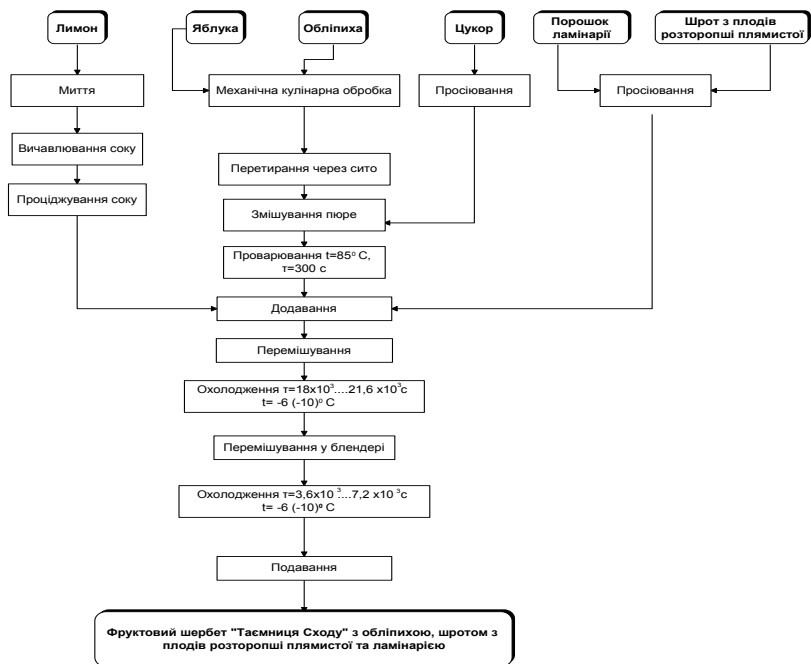 Лимон
Яблука
Обліпиха
Цукор
Порошок
ламінарії
Шрот з плодів
розторопші плямистої
Миття
Механічна кулінарна обробка
Просіювання
Просіювання
Вичавлювання соку
Перетирання через сито
Проціджування соку
Змішування пюре
Проварювання t=85⁰ С,
τ=300 с
Додавання
Перемішування
Охолодження τ=18х10³....21,6 х10³с
t= -6 (-10)⁰ С
Перемішування у блендері
Охолодження τ=3,6х10 ³...7,2 х10 ³с
t= -6 (-10)⁰ С
Подавання
Фруктовий шербет "Таємниця Сходу" з обліпихою, шротом з
плодів розторопші плямистої та ламінарією